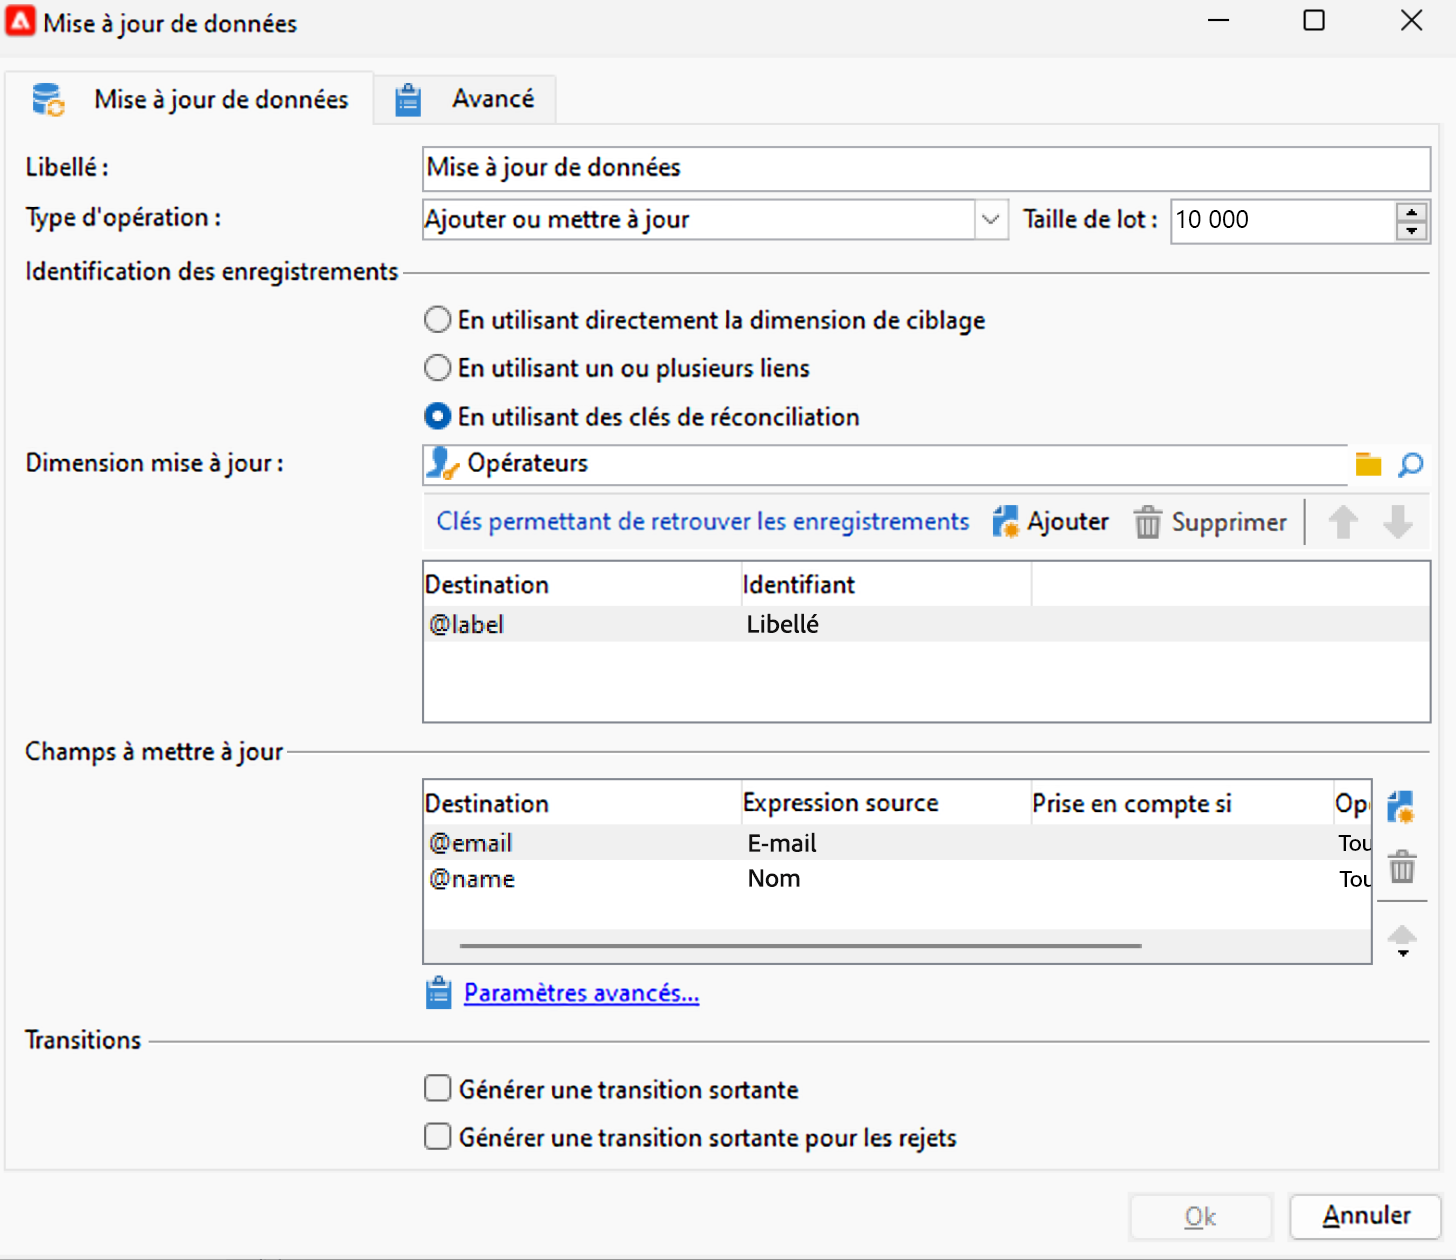 Mise à jour de données
Mise à jour de données Avancé
Libellé : Mise à jour de données
Type d'opération : Ajouter ou mettre à jour Taille de lot : 10 000
Identification des enregistrements
En utilisant directement la dimension de ciblage
En utilisant un ou plusieurs liens
En utilisant des clés de réconciliation
Dimension mise à jour : Opérateurs
Clés permettant de retrouver les enregistrements Ajouter Supprimer
Destination Identifiant
@label Libellé
Champs à mettre à jour
Destination Expression source Prise en compte si Opé
@email E-mail Tou
@name Nom Tou
Paramètres avancés...
Transitions
Générer une transition sortante
Générer une transition sortante pour les rejets
Ok Annuler